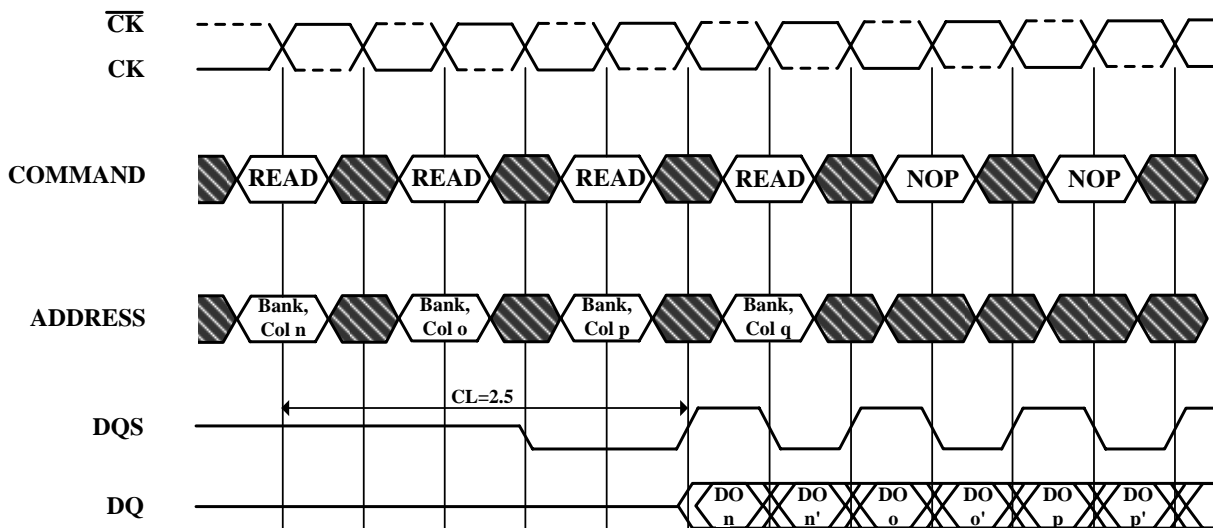 CK
CK
COMMAND READ READ READ READ NOP NOP
ADDRESS Bank, Col n Bank, Col o Bank, Col p Bank, Col q
CL=2.5
DQS
DQ DO n DO n' DO o DO o' DO p DO p'